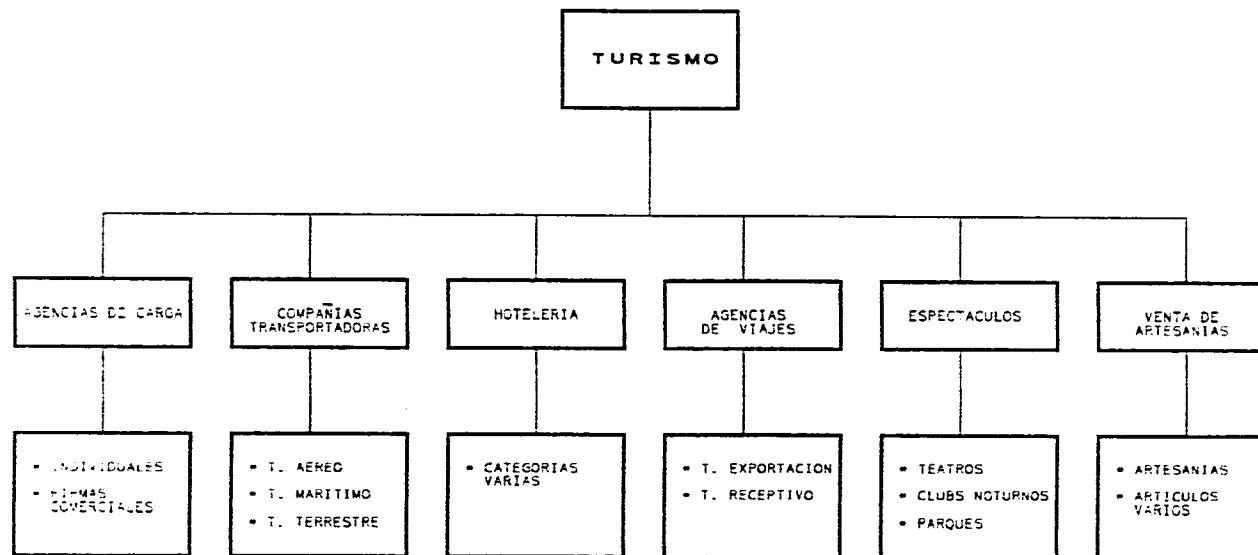 TURISMO
AGENCIAS DE CARGA
COMPAÑIAS
TRANSPORTADORAS
HOTELERIA
AGENCIAS
DE VIAJES
ESPECTACULOS
VENTA DE
ARTESANIAS
* INDIVIDUALES
* FIRMAS
COMERCIALES
* T. AEREO
* T. MARITIMO
* T. TERRESTRE
* CATEGORIAS
VARIAS
* T. EXPORTACION
* T. RECEPTIVO
* TEATROS
* CLUBS NOTURNOS
* PARQUES
* ARTESANIAS
* ARTICULOS
VARIOS